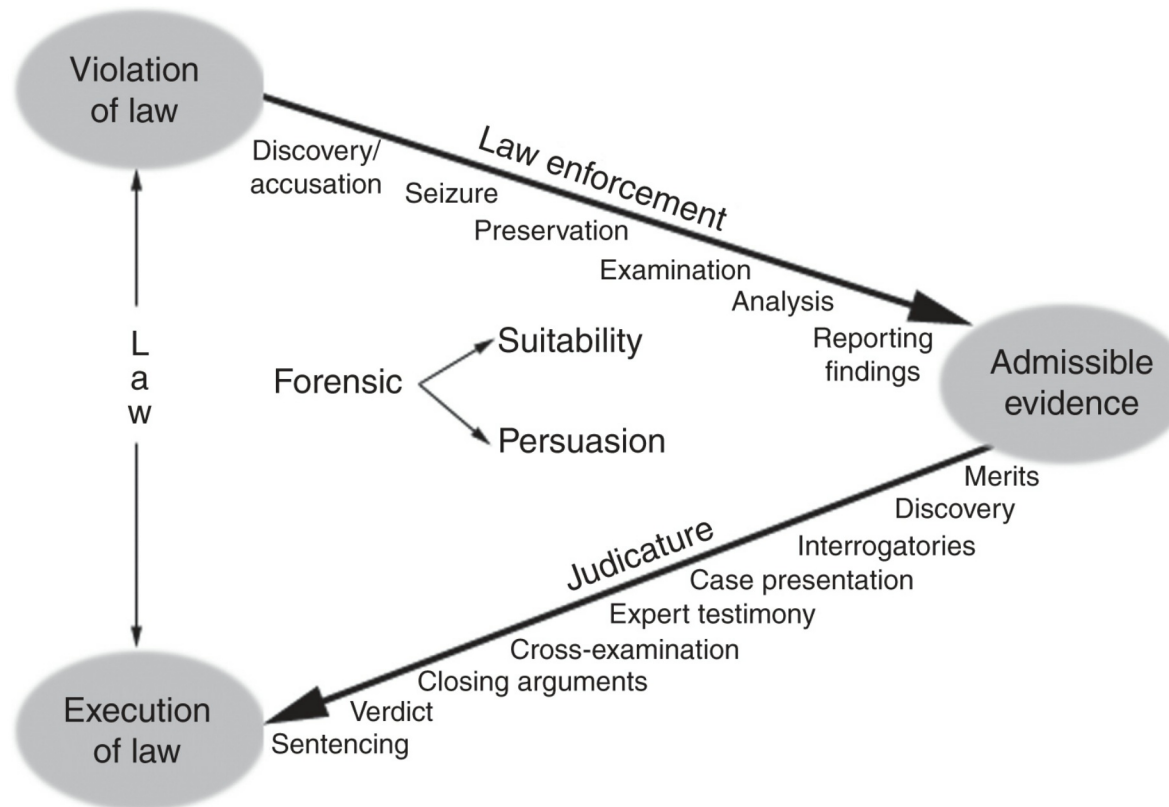 Violation
of law
Law enforcement
Discovery/
accusation
Seizure
Preservation
Examination
Analysis
Reporting
findings
L
a
w
Forensic
Suitability
Persuasion
Admissible
evidence
Merits
Discovery
Interrogatories
Judicature
Case presentation
Expert testimony
Cross-examination
Closing arguments
Verdict
Sentencing
Execution
of law